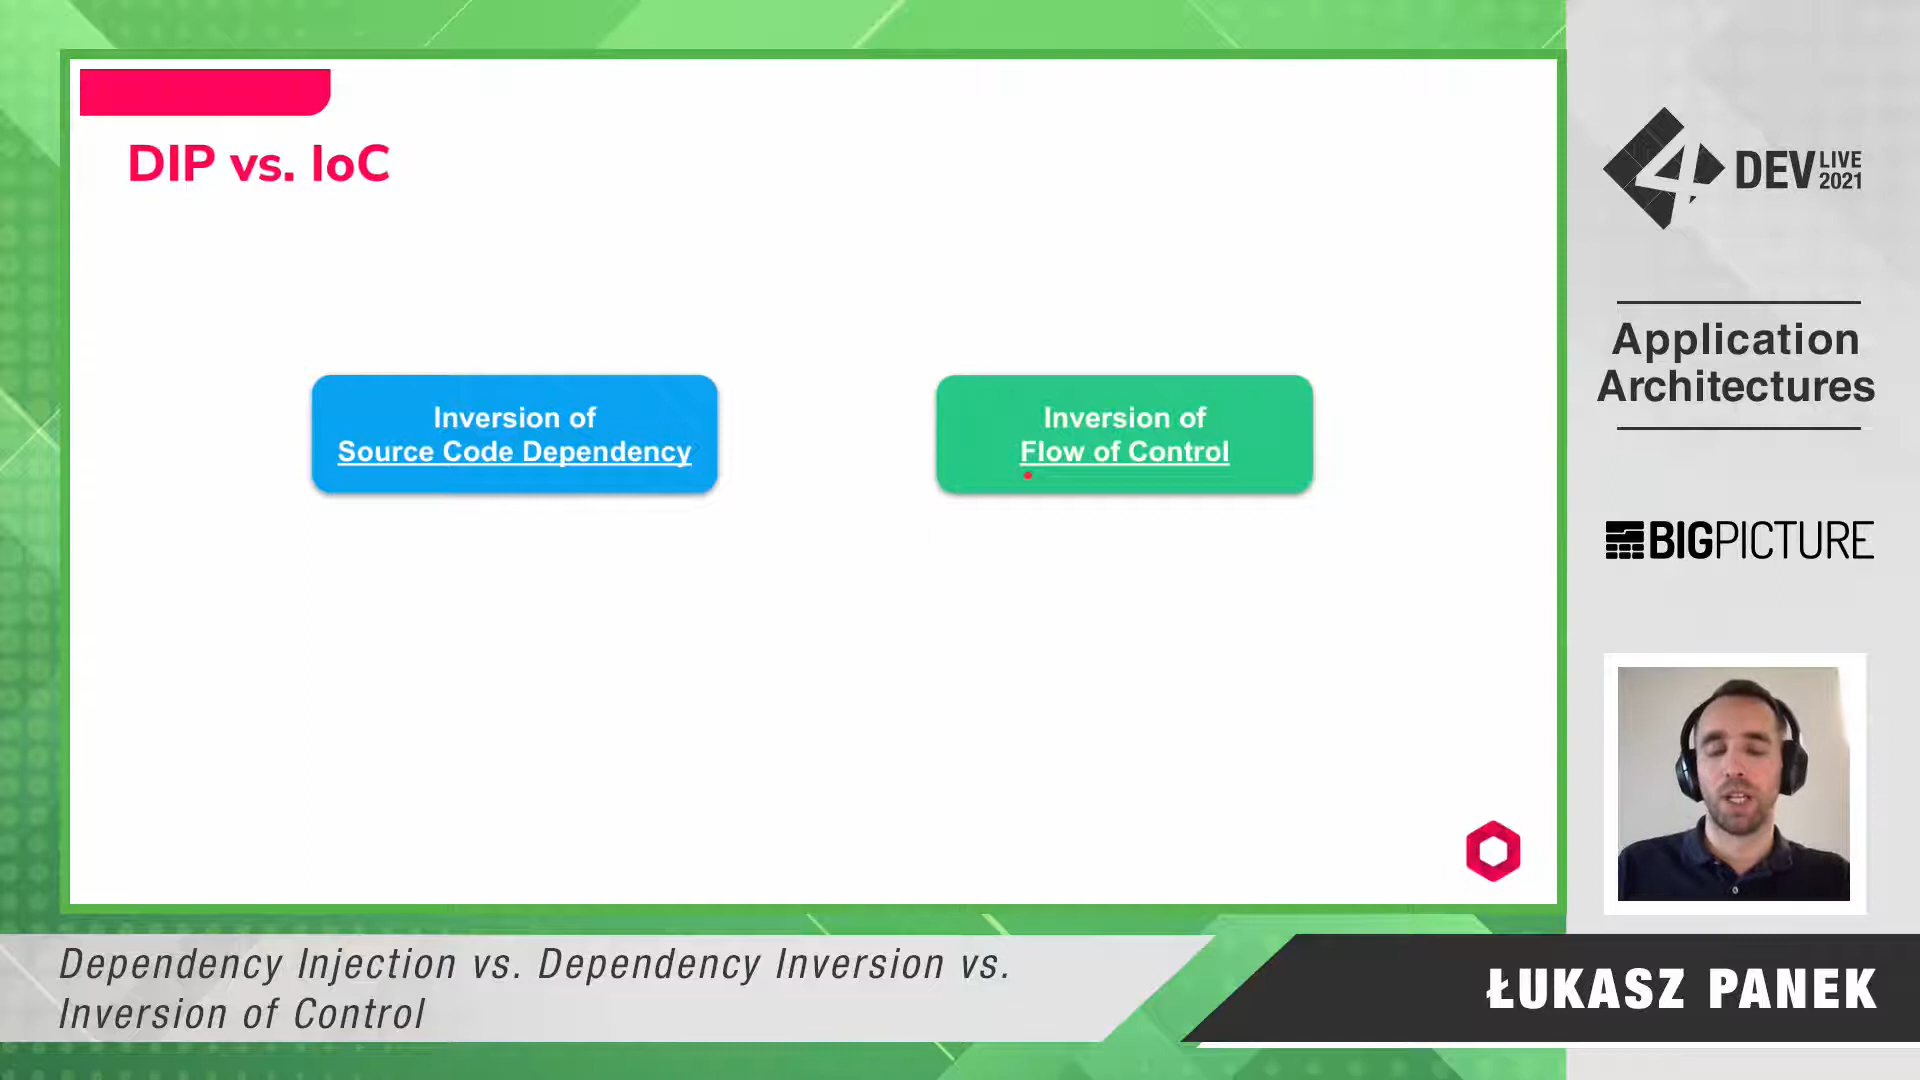 DIP vs. IoC
Inversion of
Source Code Dependency
Inversion of
Flow of Control
4
DEV
LIVE
2021
Application
Architectures
BIGPICTURE
Dependency Injection vs. Dependency Inversion vs.
Inversion of Control
ŁUKASZ PANEK